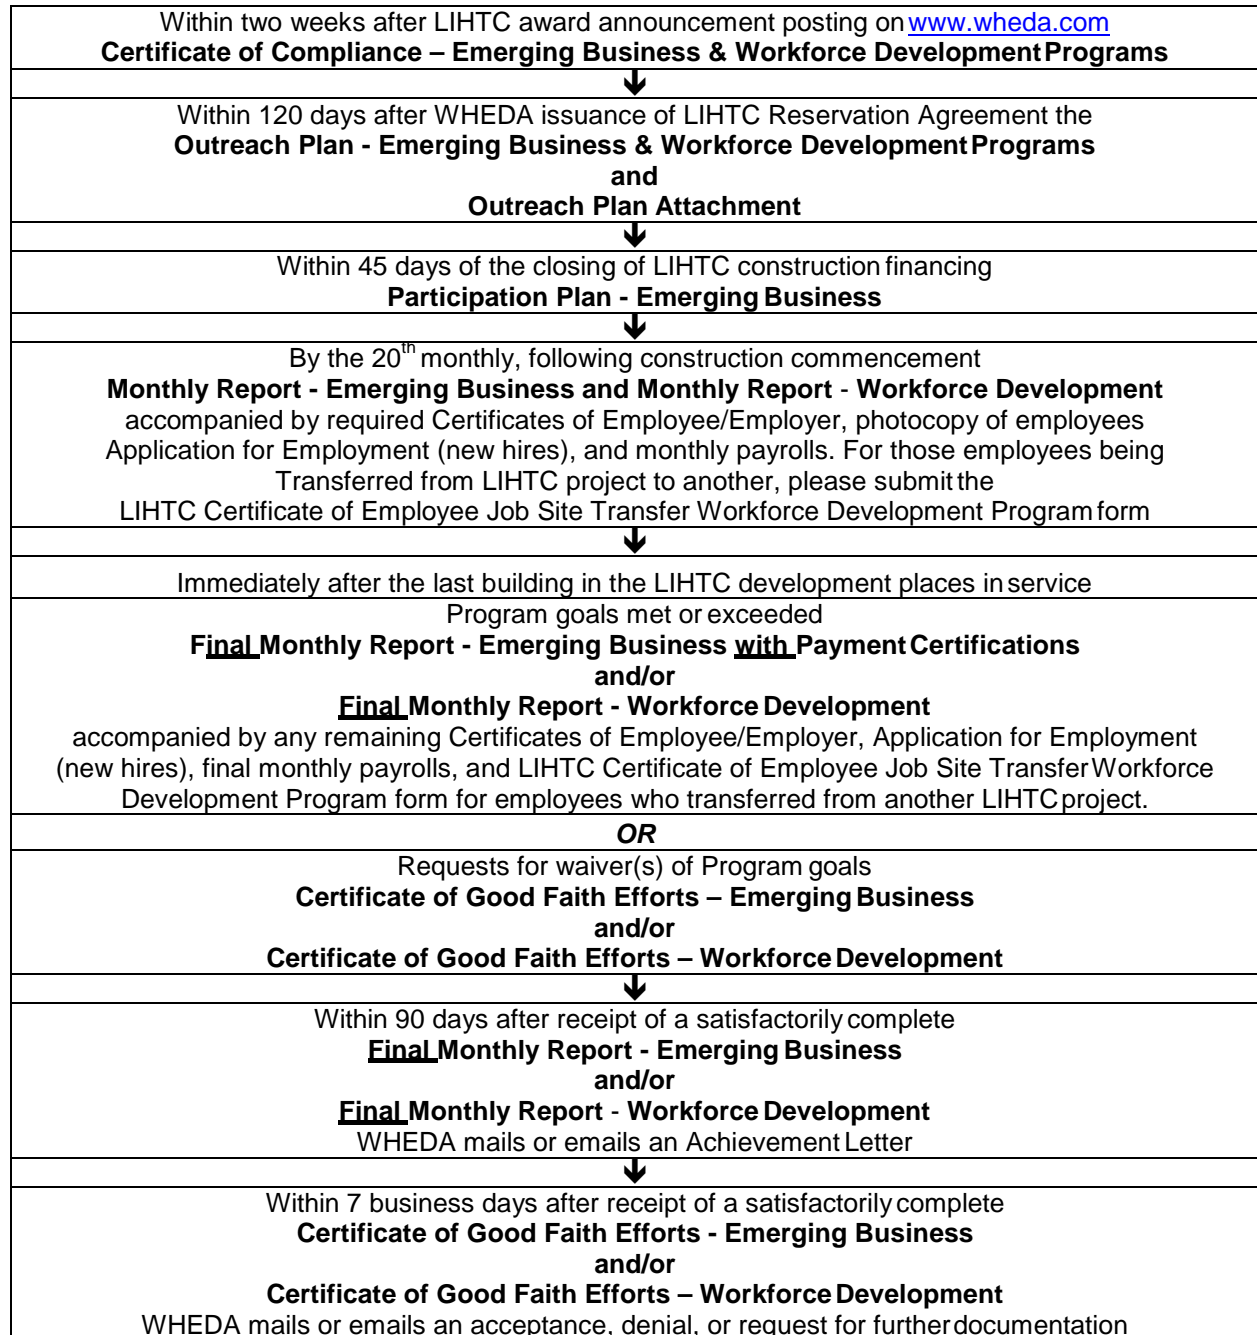 Within two weeks after LIHTC award announcement posting on www.wheda.com
Certificate of Compliance – Emerging Business & Workforce Development Programs
Within 120 days after WHEDA issuance of LIHTC Reservation Agreement the
Outreach Plan - Emerging Business & Workforce Development Programs
and
Outreach Plan Attachment
Within 45 days of the closing of LIHTC construction financing
Participation Plan - Emerging Business
By the 20th monthly, following construction commencement
Monthly Report - Emerging Business and Monthly Report - Workforce Development
accompanied by required Certificates of Employee/Employer, photocopy of employees
Application for Employment (new hires), and monthly payrolls. For those employees being
Transferred from LIHTC project to another, please submit the
LIHTC Certificate of Employee Job Site Transfer Workforce Development Program form
Immediately after the last building in the LIHTC development places in service
Program goals met or exceeded
Final Monthly Report - Emerging Business with Payment Certifications
and/or
Final Monthly Report - Workforce Development
accompanied by any remaining Certificates of Employee/Employer, Application for Employment
(new hires), final monthly payrolls, and LIHTC Certificate of Employee Job Site Transfer Workforce
Development Program form for employees who transferred from another LIHTC project.
OR
Requests for waiver(s) of Program goals
Certificate of Good Faith Efforts – Emerging Business
and/or
Certificate of Good Faith Efforts – Workforce Development
Within 90 days after receipt of a satisfactorily complete
Final Monthly Report - Emerging Business
and/or
Final Monthly Report - Workforce Development
WHEDA mails or emails an Achievement Letter
Within 7 business days after receipt of a satisfactorily complete
Certificate of Good Faith Efforts - Emerging Business
and/or
Certificate of Good Faith Efforts – Workforce Development
WHEDA mails or emails an acceptance, denial, or request for further documentation